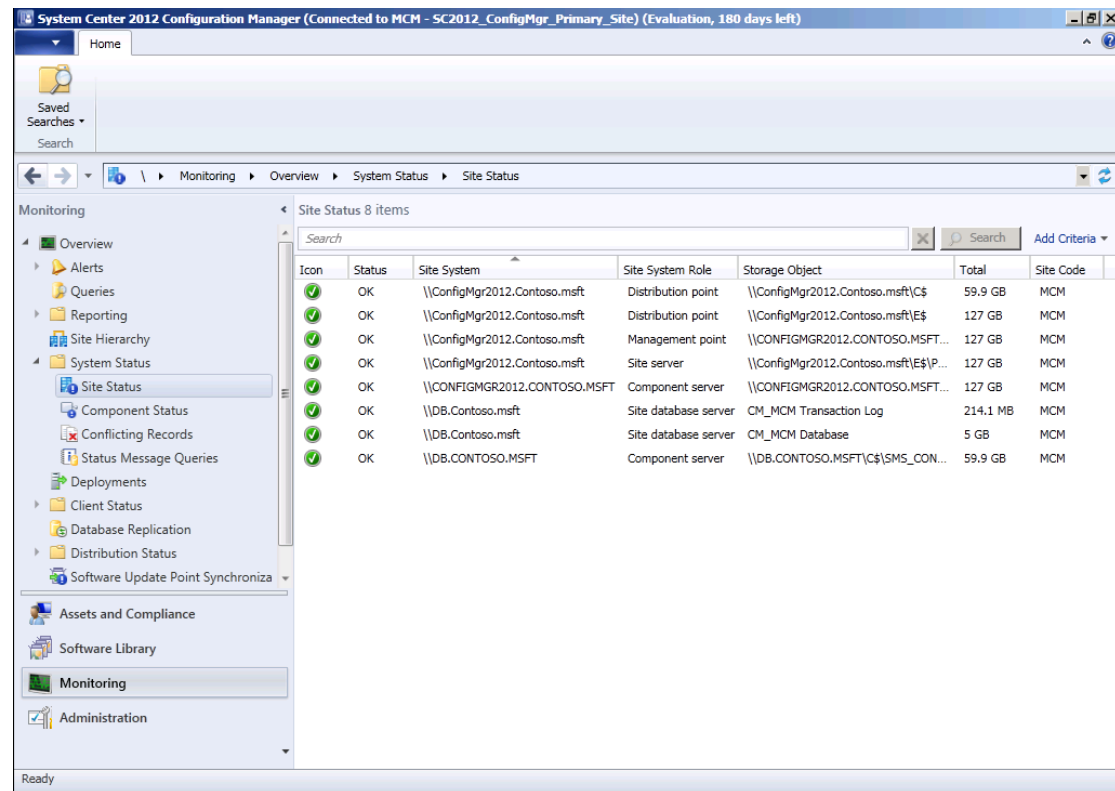 System Center 2012 Configuration Manager (Connected to MCM - SC2012_ConfigMgr_Primary_Site) (Evaluation, 180 days left)
Home
Saved
Searches
Search
\ Monitoring Overview System Status Site Status
Monitoring
Overview
Alerts
Queries
Reporting
Site Hierarchy
System Status
Site Status
Component Status
Conflicting Records
Status Message Queries
Deployments
Client Status
Database Replication
Distribution Status
Software Update Point Synchroniza
Assets and Compliance
Software Library
Monitoring
Administration
Site Status 8 items
Search Search Add Criteria
Icon Status Site System Site System Role Storage Object Total Site Code
OK \\ConfigMgr2012.Contoso.msft Distribution point \\ConfigMgr2012.Contoso.msft\C$ 59.9 GB MCM
OK \\ConfigMgr2012.Contoso.msft Distribution point \\ConfigMgr2012.Contoso.msft\E$ 127 GB MCM
OK \\ConfigMgr2012.Contoso.msft Management point \\CONFIGMGR2012.CONTOSO.MSFT... 127 GB MCM
OK \\ConfigMgr2012.Contoso.msft Site server \\ConfigMgr2012.Contoso.msft\E$\P... 127 GB MCM
OK \\CONFIGMGR2012.CONTOSO.MSFT Component server \\CONFIGMGR2012.CONTOSO.MSFT... 127 GB MCM
OK \\DB.Contoso.msft Site database server CM_MCM Transaction Log 214.1 MB MCM
OK \\DB.Contoso.msft Site database server CM_MCM Database 5 GB MCM
OK \\DB.CONTOSO.MSFT Component server \\DB.CONTOSO.MSFT\C$\SMS_CON... 59.9 GB MCM
Ready